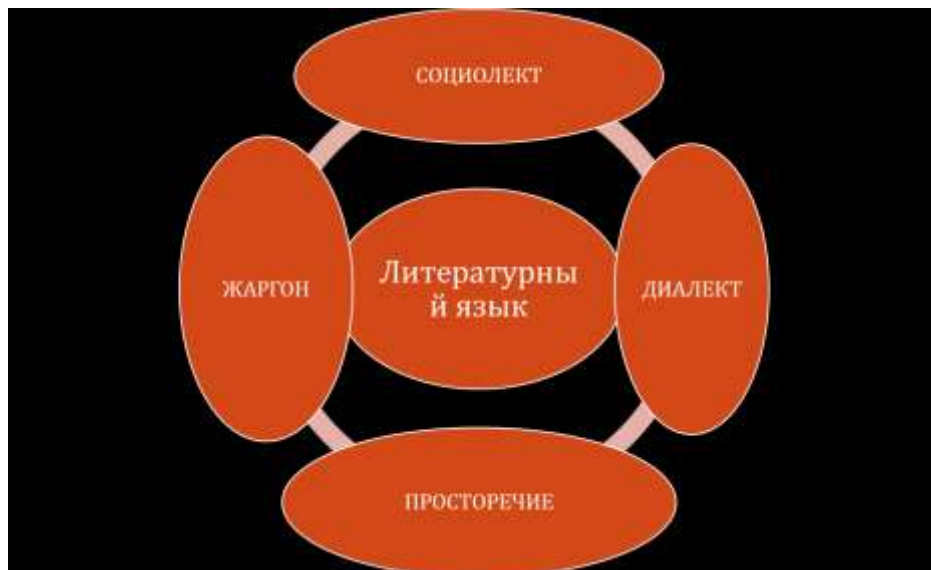 СОЦИОЛЕКТ
ЖАРГОН
Литературны
й язык
ДИАЛЕКТ
ПРОСТОРЕЧИЕ